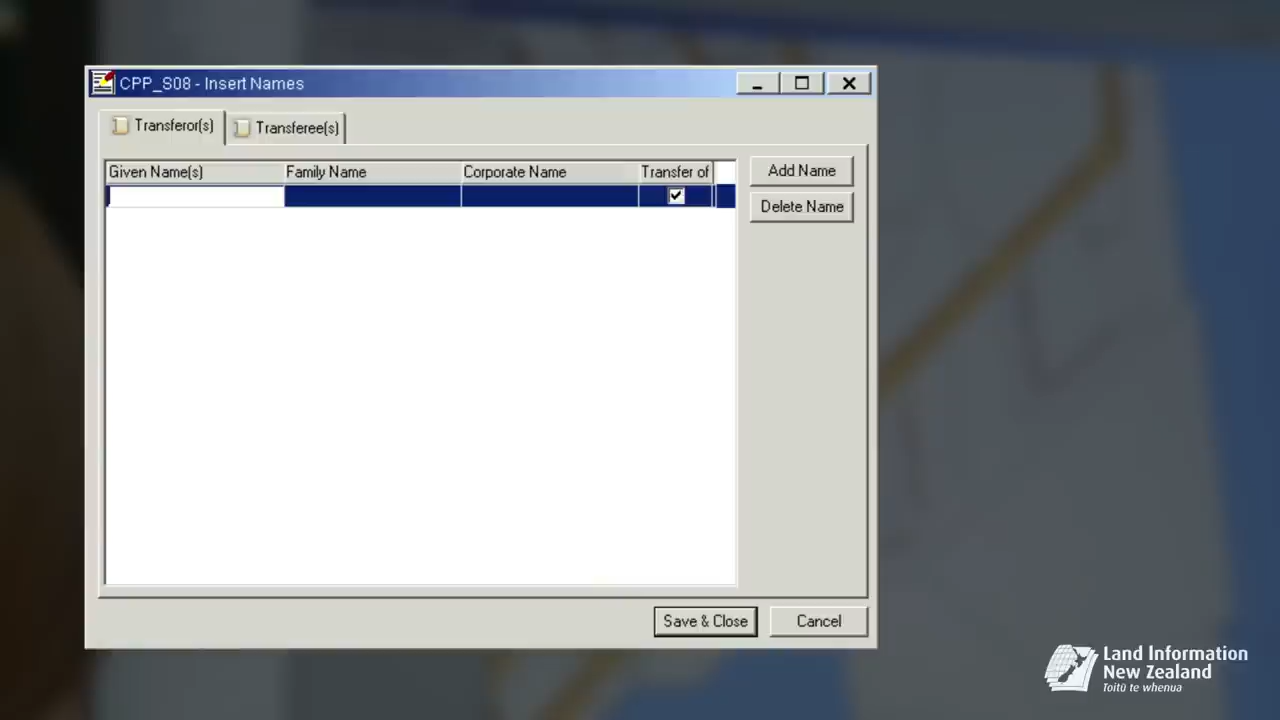 CPP_S08 - Insert Names
Transferor(s)
Transferee(s)
Given Name(s)
Family Name
Corporate Name
Transfer of
Add Name
Delete Name
Save & Close
Cancel
Land Information
New Zealand
Toitū te whenua